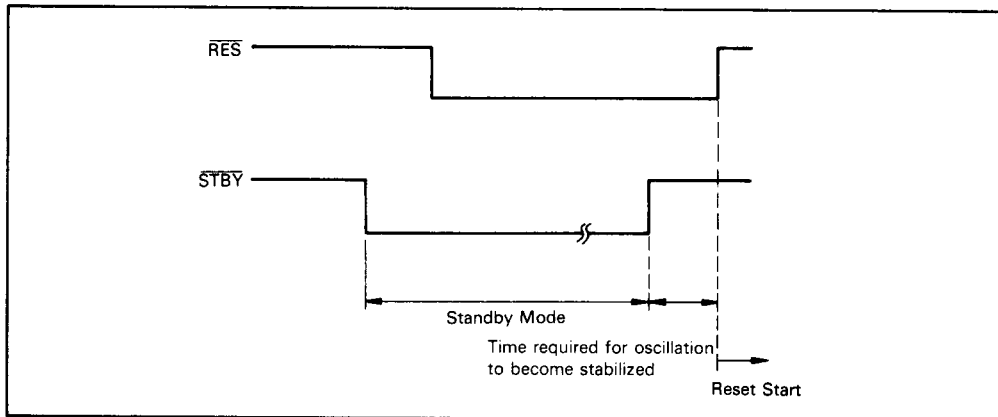 RES
STBY
Standby Mode
Time required for oscillation
to become stabilized
Reset Start